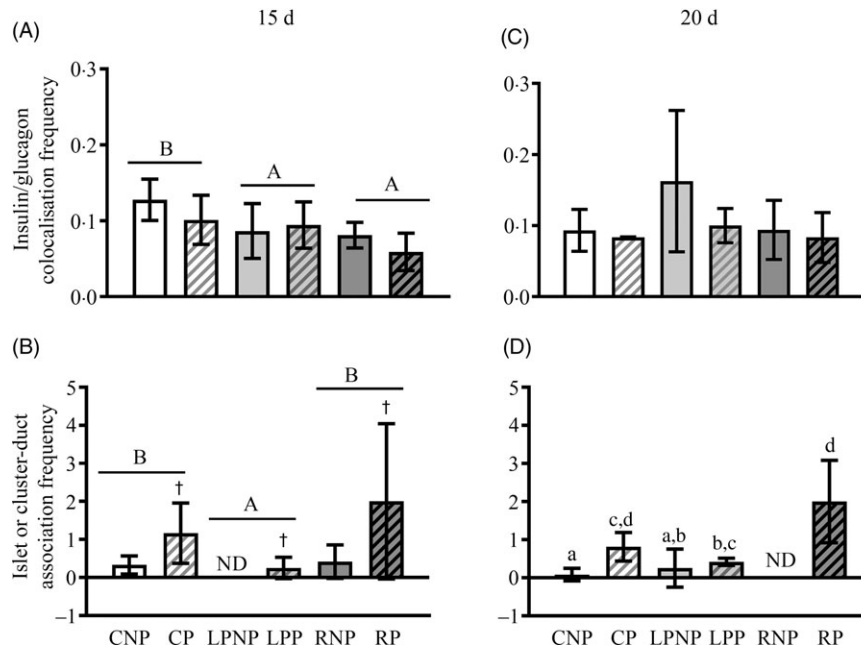 15 d
20 d
(A)
Insulin/glucagon
colocalisation frequency
0·3
0·2
0·1
0·0
B
A
A
(C)
0·3
0·2
0·1
0·0
(B)
Islet or cluster-duct
association frequency
5
4
3
2
1
0
−1
B
†
ND
A
†
B
†
CNP CP LPNP LPP RNP RP
(D)
5
4
3
2
1
0
−1
a
c,d
a,b
b,c
ND
d
CNP CP LPNP LPP RNP RP